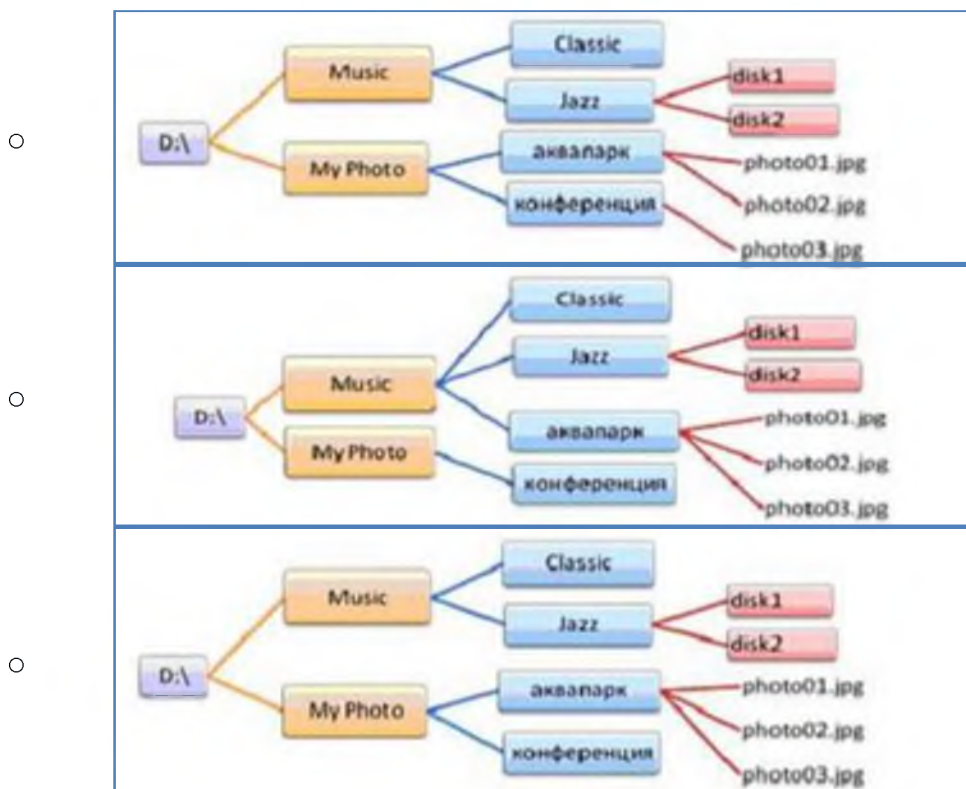 Classic
Music
disk1
Jazz
disk2
D:\
аквапарк
photo01.jpg
My Photo
конференция
photo02.jpg
photo03.jpg
Classic
disk1
Jazz
Music
disk2
D:\
photo01.jpg
аквапарк
My Photo
photo02.jpg
конференция
photo03.jpg
Classic
Music
disk1
Jazz
disk2
D:\
аквапарк
photo01.jpg
My Photo
photo02.jpg
конференция
photo03.jpg